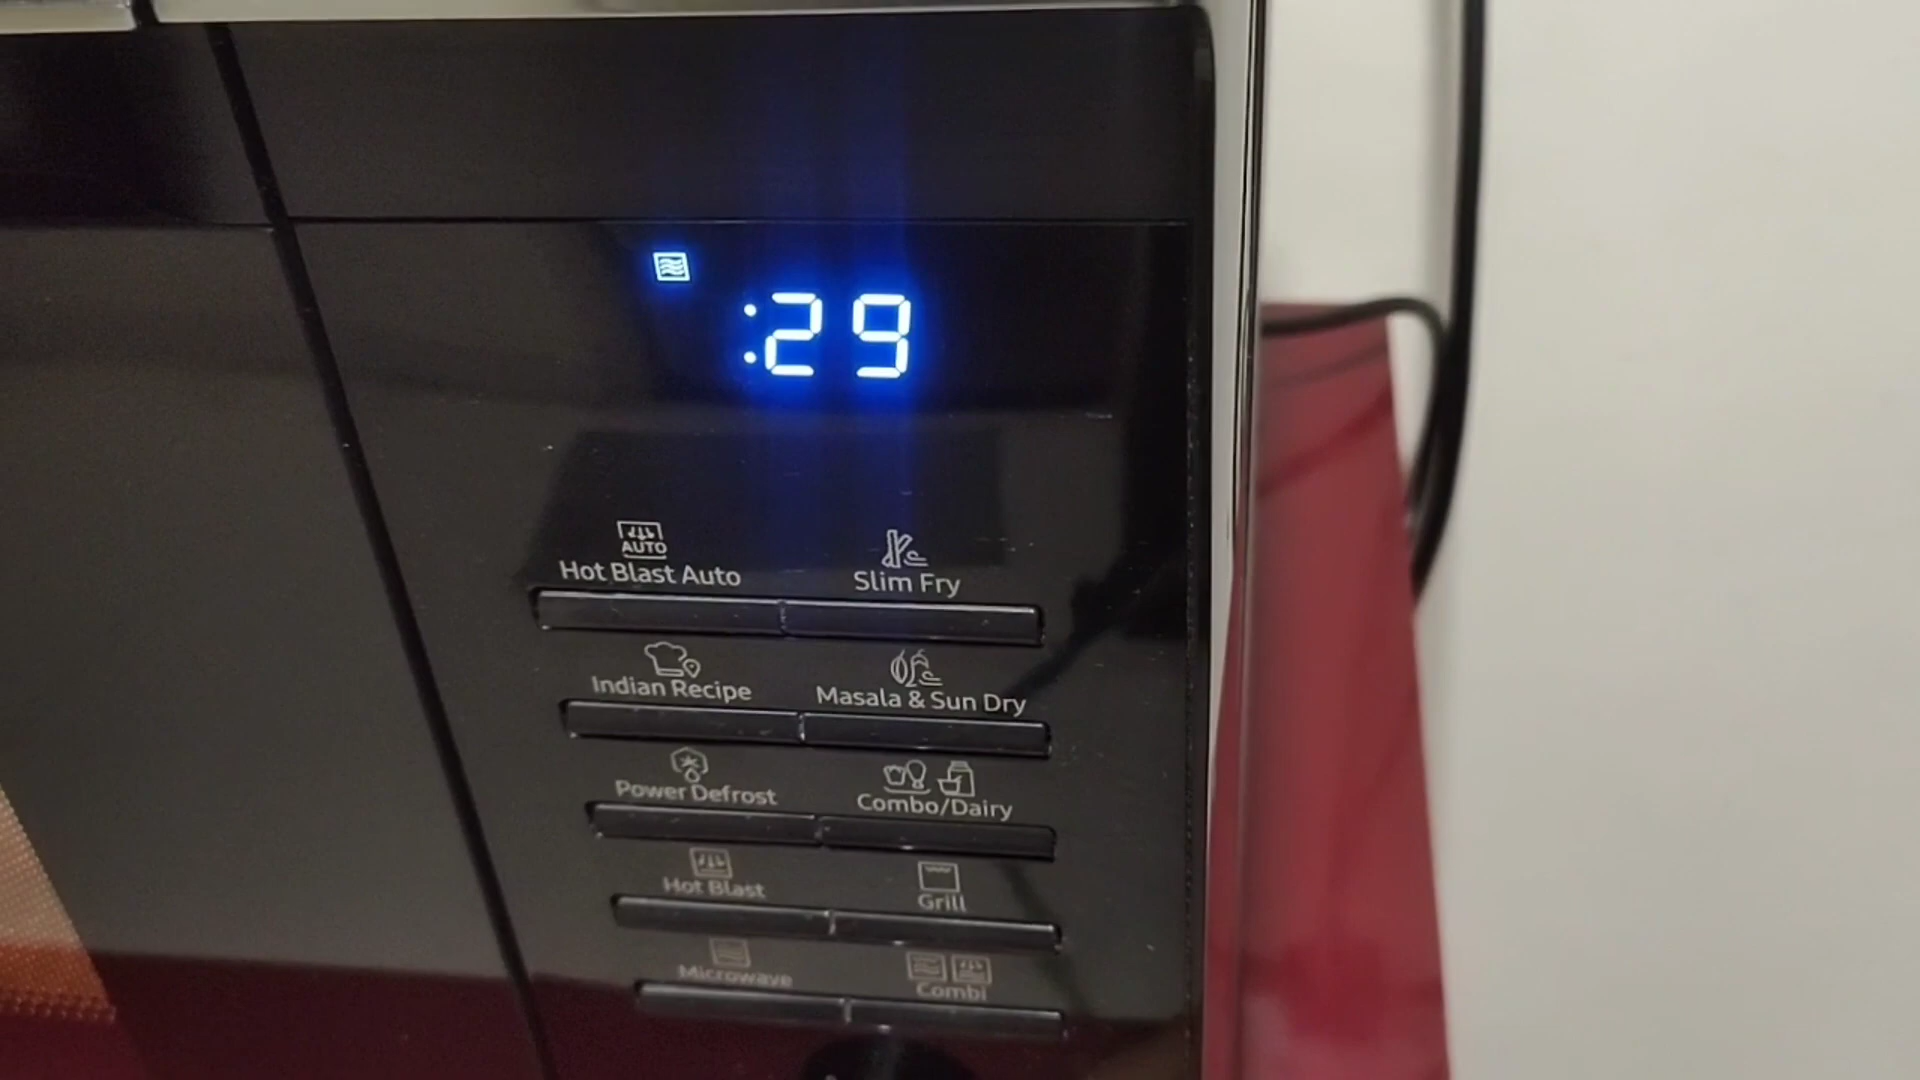 :29
AUTO
Hot Blast Auto
Slim Fry
Indian Recipe
Masala & Sun Dry
Power Defrost
Combo/Dairy
Hot Blast
Grill
Microwave
Combi